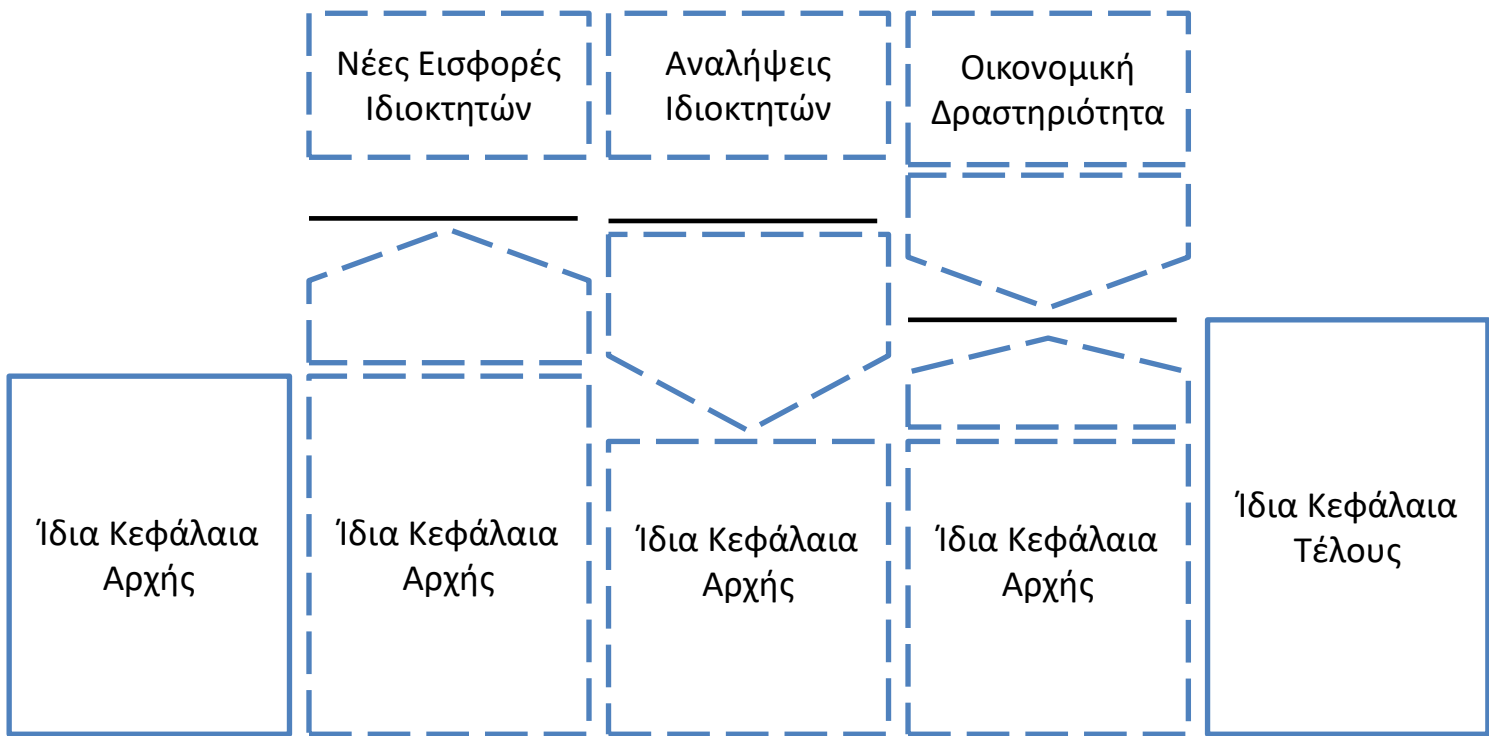 Νέες Εισφορές
Ιδιοκτητών
Αναλήψεις
Ιδιοκτητών
Οικονομική
Δραστηριότητα
Ίδια Κεφάλαια
Αρχής
Ίδια Κεφάλαια
Αρχής
Ίδια Κεφάλαια
Αρχής
Ίδια Κεφάλαια
Αρχής
Ίδια Κεφάλαια
Τέλους